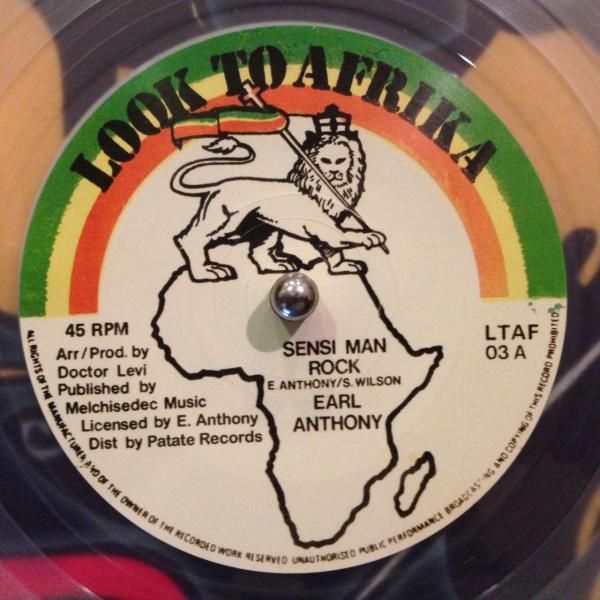 LOOK TO AFRIKA
45 RPM
Arr/Prod. by
Doctor Levi
Published by
Melchisedec Music
Licensed by E. Anthony
Dist by Patate Records
SENSI MAN
ROCK
E. ANTHONY/S. WILSON
EARL
ANTHONY
LTAF
03 A
ALL RIGHTS OF THE MANUFACTURER AND OF THE OWNER OF THE RECORDED WORK RESERVED UNAUTHORISED PUBLIC PERFORMANCE BROADCASTING AND COPYING OF THIS RECORD PROHIBITED